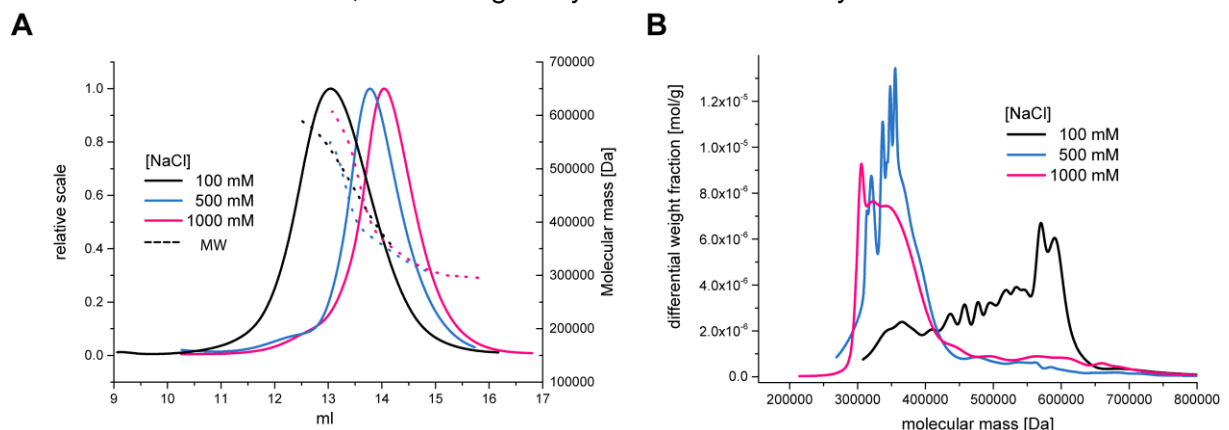 A
relative scale
1.0
0.8
0.6
0.4
0.2
0.0
[NaCl]
100 mM
500 mM
1000 mM
MW
700000
600000
500000
400000
300000
200000
100000
Molecular mass [Da]
9 10 11 12 13 14 15 16 17
ml
B
differential weight fraction [mol/g]
1.2x10⁻⁵
1.0x10⁻⁵
8.0x10⁻⁶
6.0x10⁻⁶
4.0x10⁻⁶
2.0x10⁻⁶
0.0
[NaCl]
100 mM
500 mM
1000 mM
200000 300000 400000 500000 600000 700000 800000
molecular mass [Da]